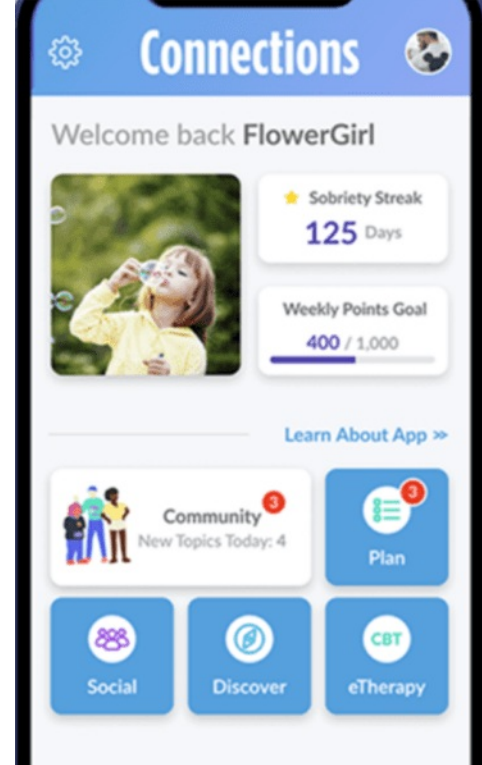 Connections
Welcome back FlowerGirl
Sobriety Streak
125 Days
Weekly Points Goal
400 / 1,000
Learn About App >>
Community 3
New Topics Today: 4
3
Plan
Social
Discover
CBT
eTherapy